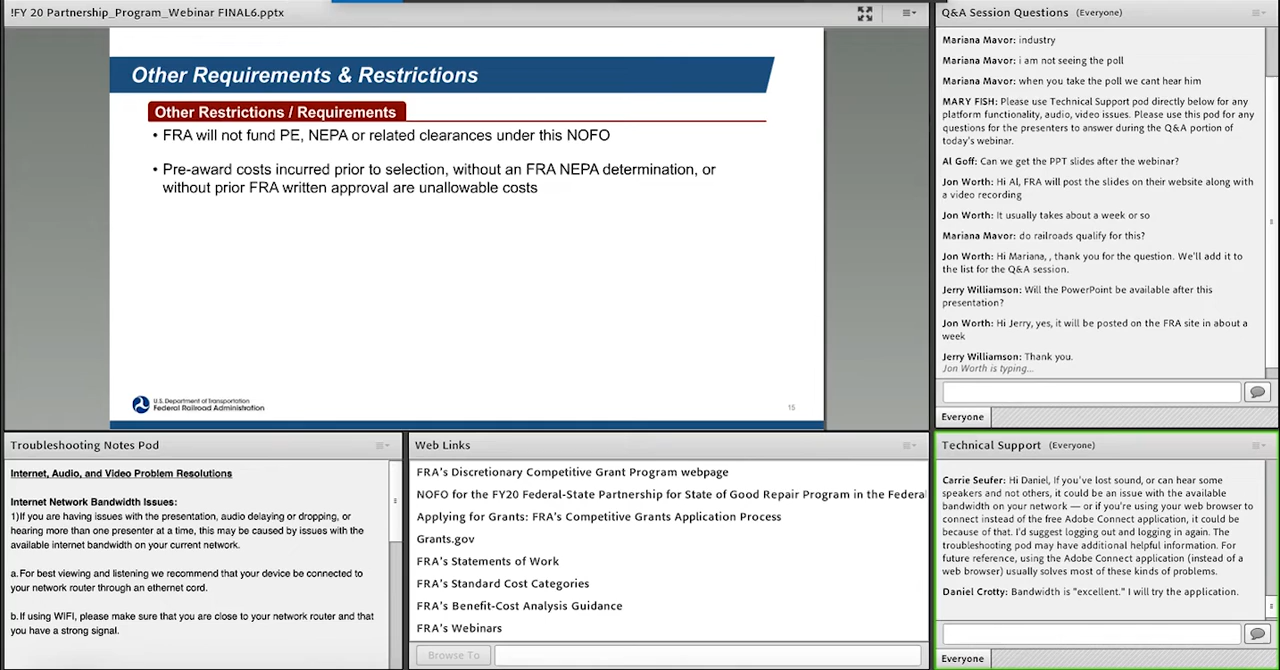 !FY 20 Partnership_Program_Webinar FINAL6.pptx
Other Requirements & Restrictions
Other Restrictions / Requirements
• FRA will not fund PE, NEPA or related clearances under this NOFO
• Pre-award costs incurred prior to selection, without an FRA NEPA determination, or
without prior FRA written approval are unallowable costs
U.S. Department of Transportation
Federal Railroad Administration
15
Q&A Session Questions (Everyone)
Mariana Mavor: industry
Mariana Mavor: i am not seeing the poll
Mariana Mavor: when you take the poll we cant hear him
MARY FISH: Please use Technical Support pod directly below for any
platform functionality, audio, video issues. Please use this pod for any
questions for the presenters to answer during the Q&A portion of
today's webinar.
Al Goff: Can we get the PPT slides after the webinar?
Jon Worth: Hi Al, FRA will post the slides on their website along with
a video recording
Jon Worth: It usually takes about a week or so
Mariana Mavor: do railroads qualify for this?
Jon Worth: Hi Mariana, , thank you for the question. We'll add it to
the list for the Q&A session.
Jerry Williamson: Will the PowerPoint be available after this
presentation?
Jon Worth: Hi Jerry, yes, it will be posted on the FRA site in about a
week
Jerry Williamson: Thank you.
Jon Worth is typing...
Everyone
Troubleshooting Notes Pod
Internet, Audio, and Video Problem Resolutions
Internet Network Bandwidth Issues:
1)If you are having issues with the presentation, audio delaying or dropping, or
hearing more than one presenter at a time, this may be caused by issues with the
available internet bandwidth on your current network.
a.For best viewing and listening we recommend that your device be connected to
your network router through an ethernet cord.
b.If using WIFI, please make sure that you are close to your network router and that
you have a strong signal.
Web Links
FRA's Discretionary Competitive Grant Program webpage
NOFO for the FY20 Federal-State Partnership for State of Good Repair Program in the Federal
Applying for Grants: FRA's Competitive Grants Application Process
Grants.gov
FRA's Statements of Work
FRA's Standard Cost Categories
FRA's Benefit-Cost Analysis Guidance
FRA's Webinars
Browse To
Technical Support (Everyone)
Carrie Seufer: Hi Daniel, If you've lost sound, or can hear some
speakers and not others, it could be an issue with the available
bandwidth on your network — or if you're using your web browser to
connect instead of the free Adobe Connect application, it could be
because of that. I'd suggest logging out and logging in again. The
troubleshooting pod may have additional helpful information. For
future reference, using the Adobe Connect application (instead of a
web browser) usually solves most of these kinds of problems.
Daniel Crotty: Bandwidth is "excellent." I will try the application.
Everyone